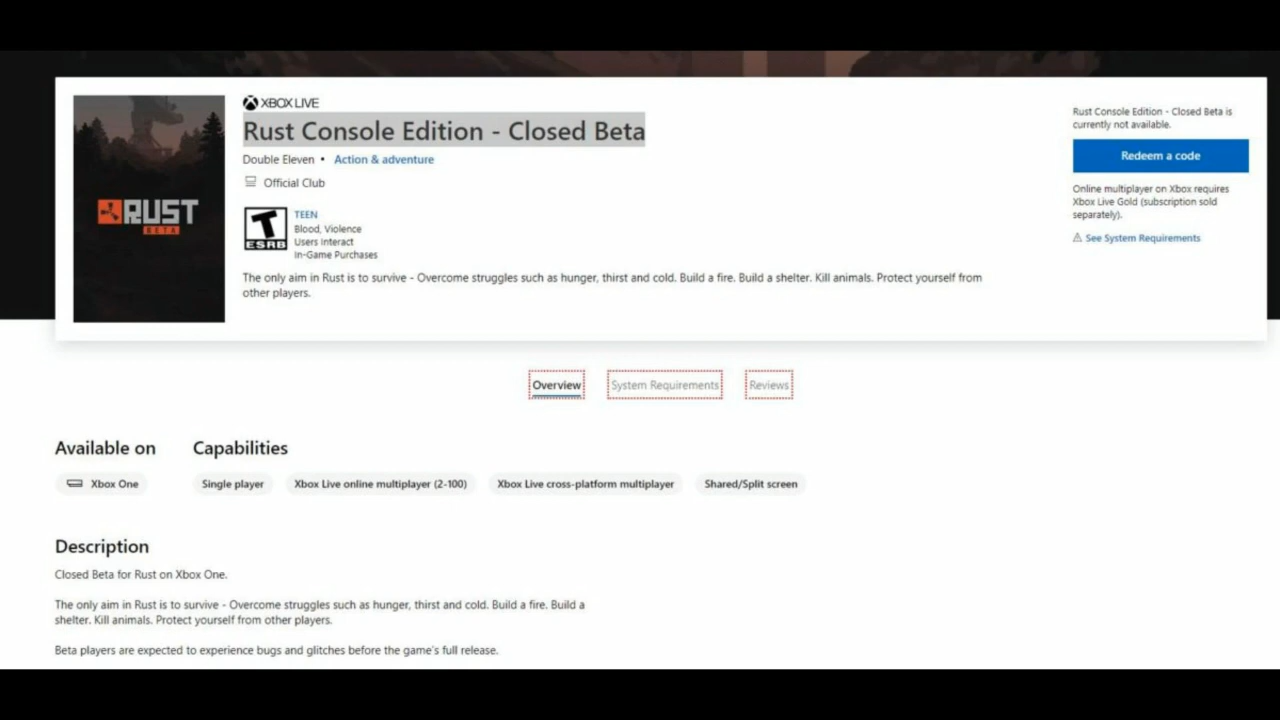 XBOX LIVE
Rust Console Edition - Closed Beta
Double Eleven • Action & adventure
Official Club
RUST
BETA
T
ESRB
TEEN
Blood, Violence
Users Interact
In-Game Purchases
The only aim in Rust is to survive - Overcome struggles such as hunger, thirst and cold. Build a fire. Build a shelter. Kill animals. Protect yourself from
other players.
Rust Console Edition - Closed Beta is
currently not available.
Redeem a code
Online multiplayer on Xbox requires
Xbox Live Gold (subscription sold
separately).
See System Requirements
Overview
System Requirements
Reviews
Available on
Capabilities
Xbox One
Single player
Xbox Live online multiplayer (2-100)
Xbox Live cross-platform multiplayer
Shared/Split screen
Description
Closed Beta for Rust on Xbox One.
The only aim in Rust is to survive - Overcome struggles such as hunger, thirst and cold. Build a fire. Build a
shelter. Kill animals. Protect yourself from other players.
Beta players are expected to experience bugs and glitches before the game's full release.